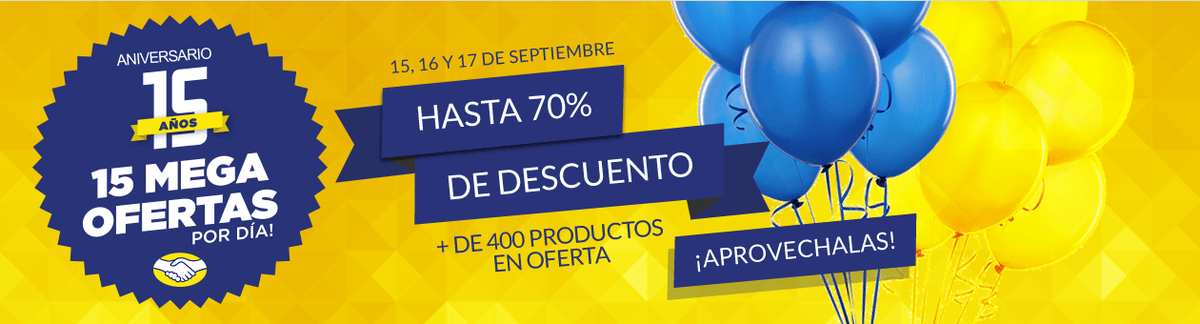 ANIVERSARIO
15
AÑOS
15 MEGA
OFERTAS
POR DÍA!
15, 16 Y 17 DE SEPTIEMBRE
HASTA 70%
DE DESCUENTO
+ DE 400 PRODUCTOS
EN OFERTA
¡APROVECHALAS!